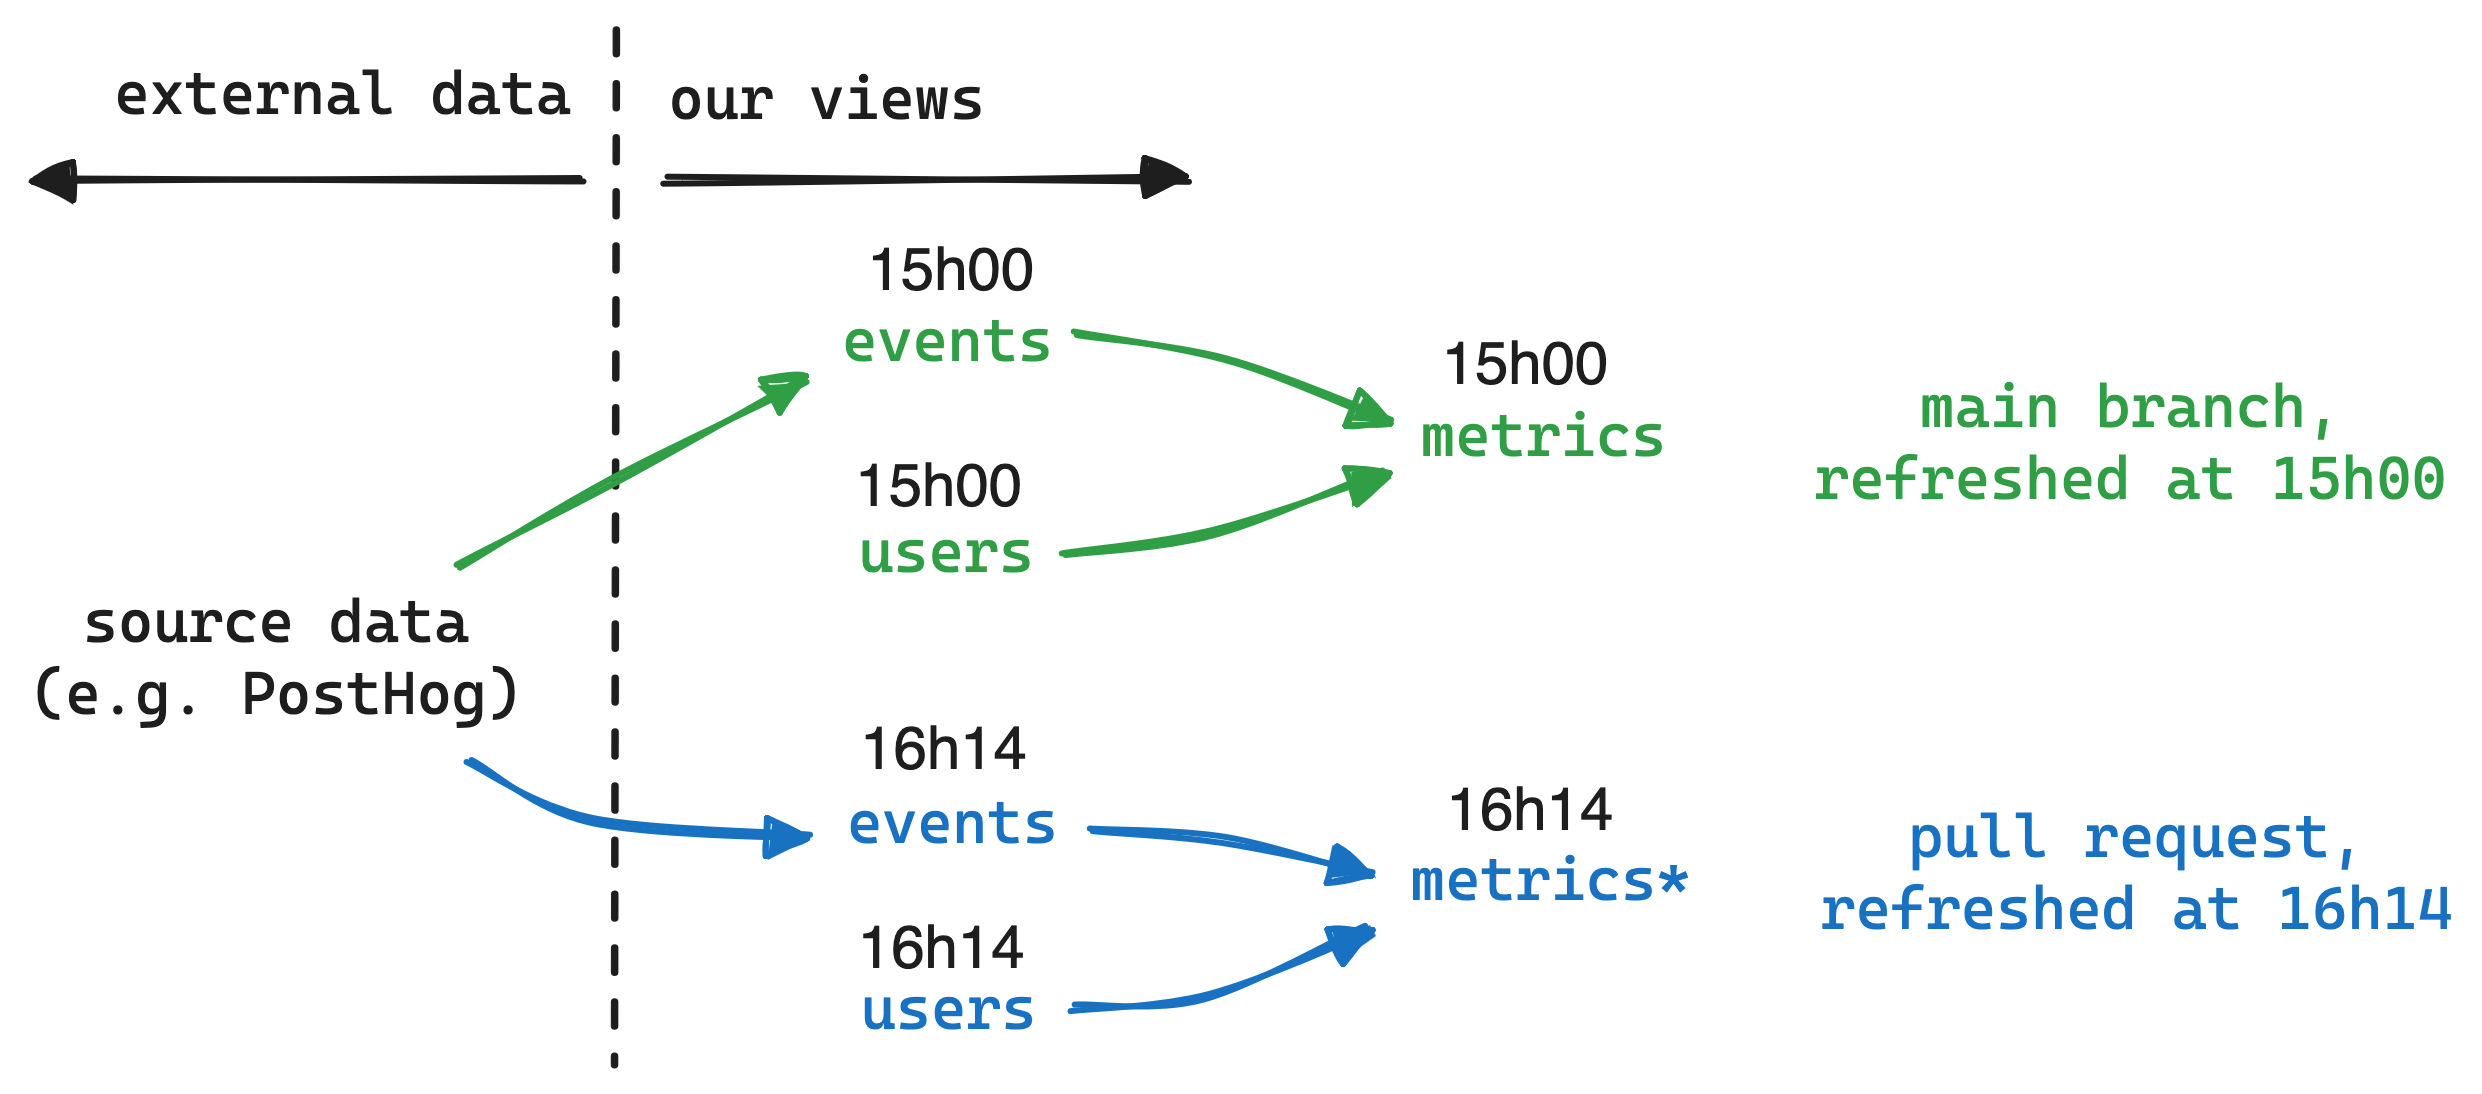 external data
our views
15h00
events
15h00
metrics
main branch,
refreshed at 15h00
15h00
users
source data
(e.g. PostHog)
16h14
events
16h14
metrics*
pull request,
refreshed at 16h14
16h14
users